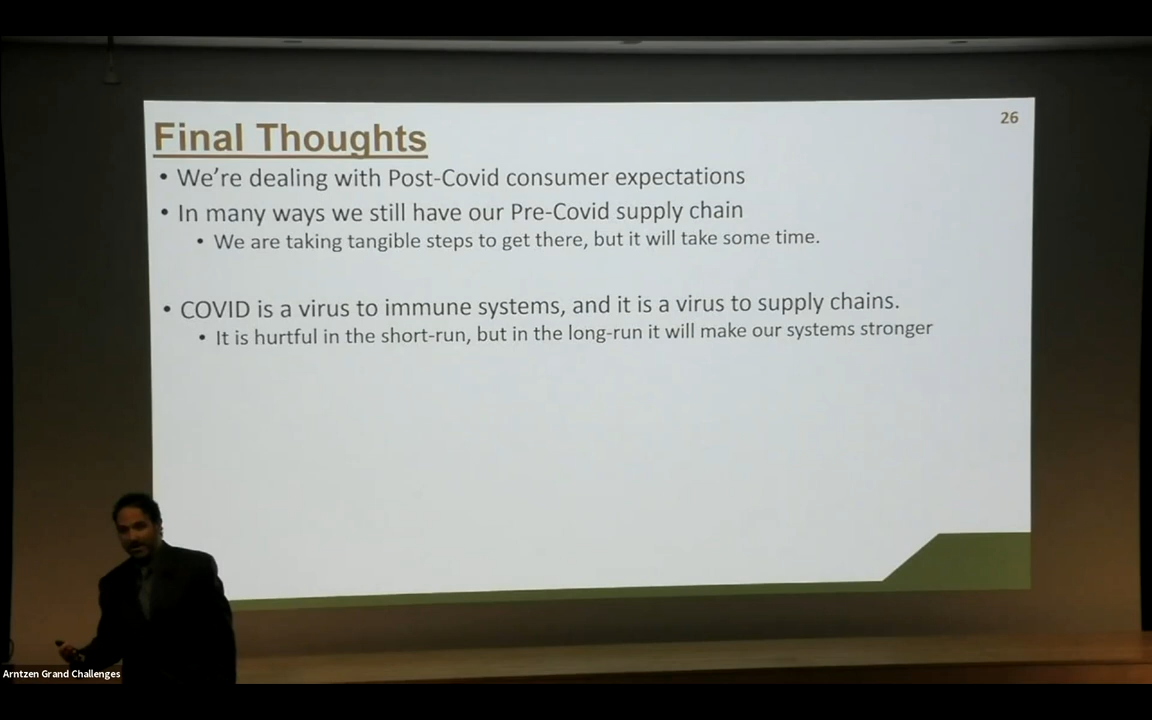 26
Final Thoughts
• We're dealing with Post-Covid consumer expectations
• In many ways we still have our Pre-Covid supply chain
• We are taking tangible steps to get there, but it will take some time.
• COVID is a virus to immune systems, and it is a virus to supply chains.
• It is hurtful in the short-run, but in the long-run it will make our systems stronger
Arntzen Grand Challenges